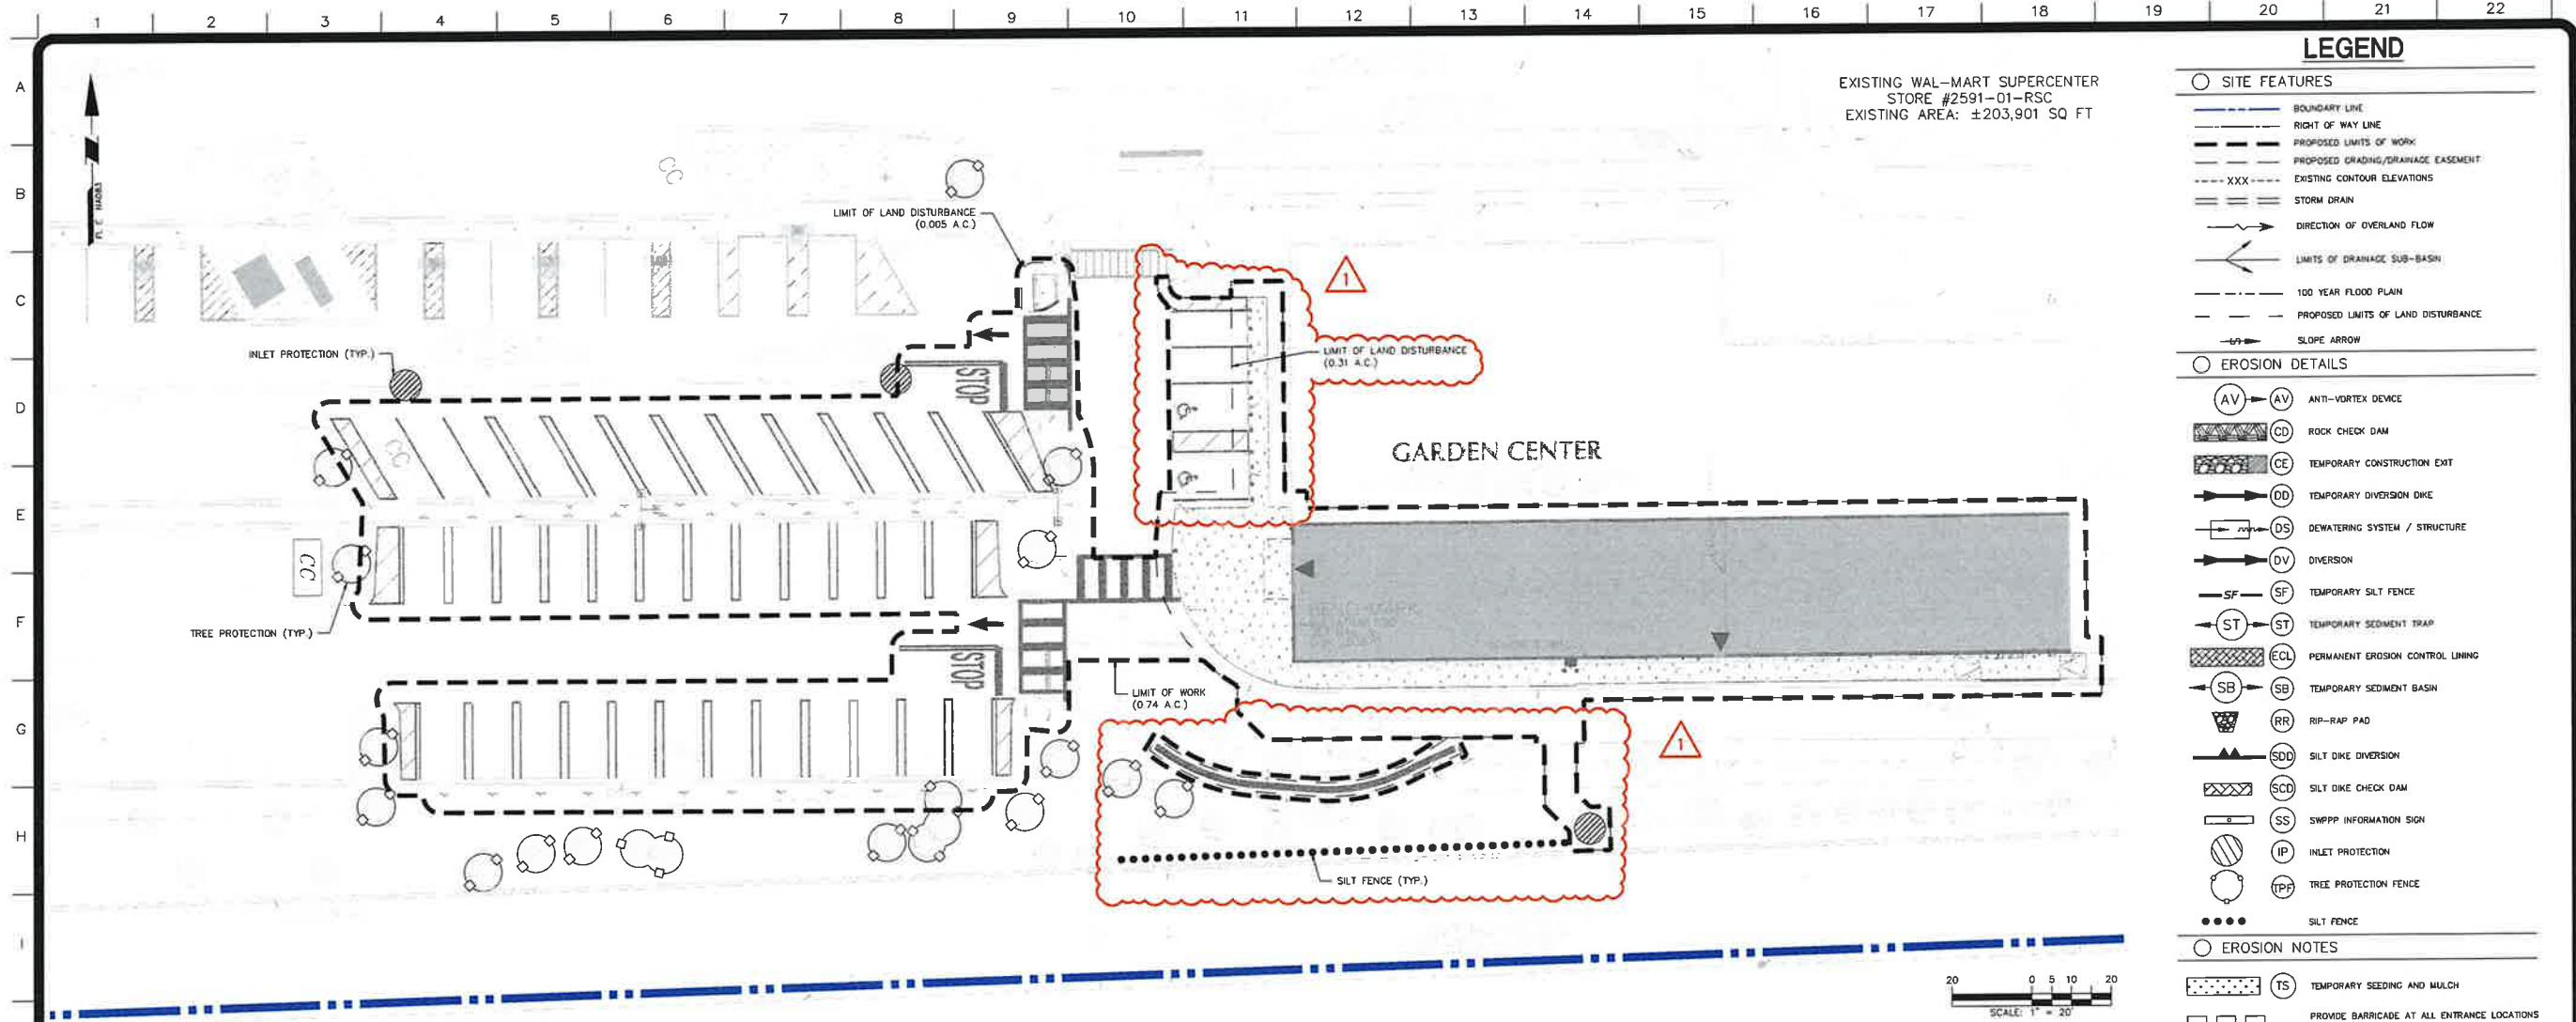 1 2 3 4 5 6 7 8 9 10 11 12 13 14 15 16 17 18 19 20 21 22
A
B
C
D
E
F
G
H
I
FL E NAD83
EXISTING WAL-MART SUPERCENTER
STORE #2591-01-RSC
EXISTING AREA: ±203,901 SQ FT
CC
LIMIT OF LAND DISTURBANCE
(0.005 A.C.)
1
INLET PROTECTION (TYP.)
LIMIT OF LAND DISTURBANCE
(0.31 A.C.)
STOP
CC
GARDEN CENTER
CC
TREE PROTECTION (TYP.)
STOP
LIMIT OF WORK
(0.74 A.C.)
1
SILT FENCE (TYP.)
20 0 5 10 20
SCALE: 1" = 20'
LEGEND
SITE FEATURES
BOUNDARY LINE
RIGHT OF WAY LINE
PROPOSED LIMITS OF WORK
PROPOSED GRADING/DRAINAGE EASEMENT
XXX EXISTING CONTOUR ELEVATIONS
STORM DRAIN
DIRECTION OF OVERLAND FLOW
LIMITS OF DRAINAGE SUB-BASIN
100 YEAR FLOOD PLAIN
PROPOSED LIMITS OF LAND DISTURBANCE
SLOPE ARROW
EROSION DETAILS
AV AV ANTI-VORTEX DEVICE
CD ROCK CHECK DAM
CE TEMPORARY CONSTRUCTION EXIT
DD TEMPORARY DIVERSION DIKE
DS DEWATERING SYSTEM / STRUCTURE
DV DIVERSION
SF SF TEMPORARY SILT FENCE
ST ST TEMPORARY SEDIMENT TRAP
ECL PERMANENT EROSION CONTROL LINING
SB SB TEMPORARY SEDIMENT BASIN
RR RIP-RAP PAD
SDD SILT DIKE DIVERSION
SCD SILT DIKE CHECK DAM
SS SWPPP INFORMATION SIGN
IP INLET PROTECTION
TPF TREE PROTECTION FENCE
SILT FENCE
EROSION NOTES
TS TEMPORARY SEEDING AND MULCH
PROVIDE BARRICADE AT ALL ENTRANCE LOCATIONS